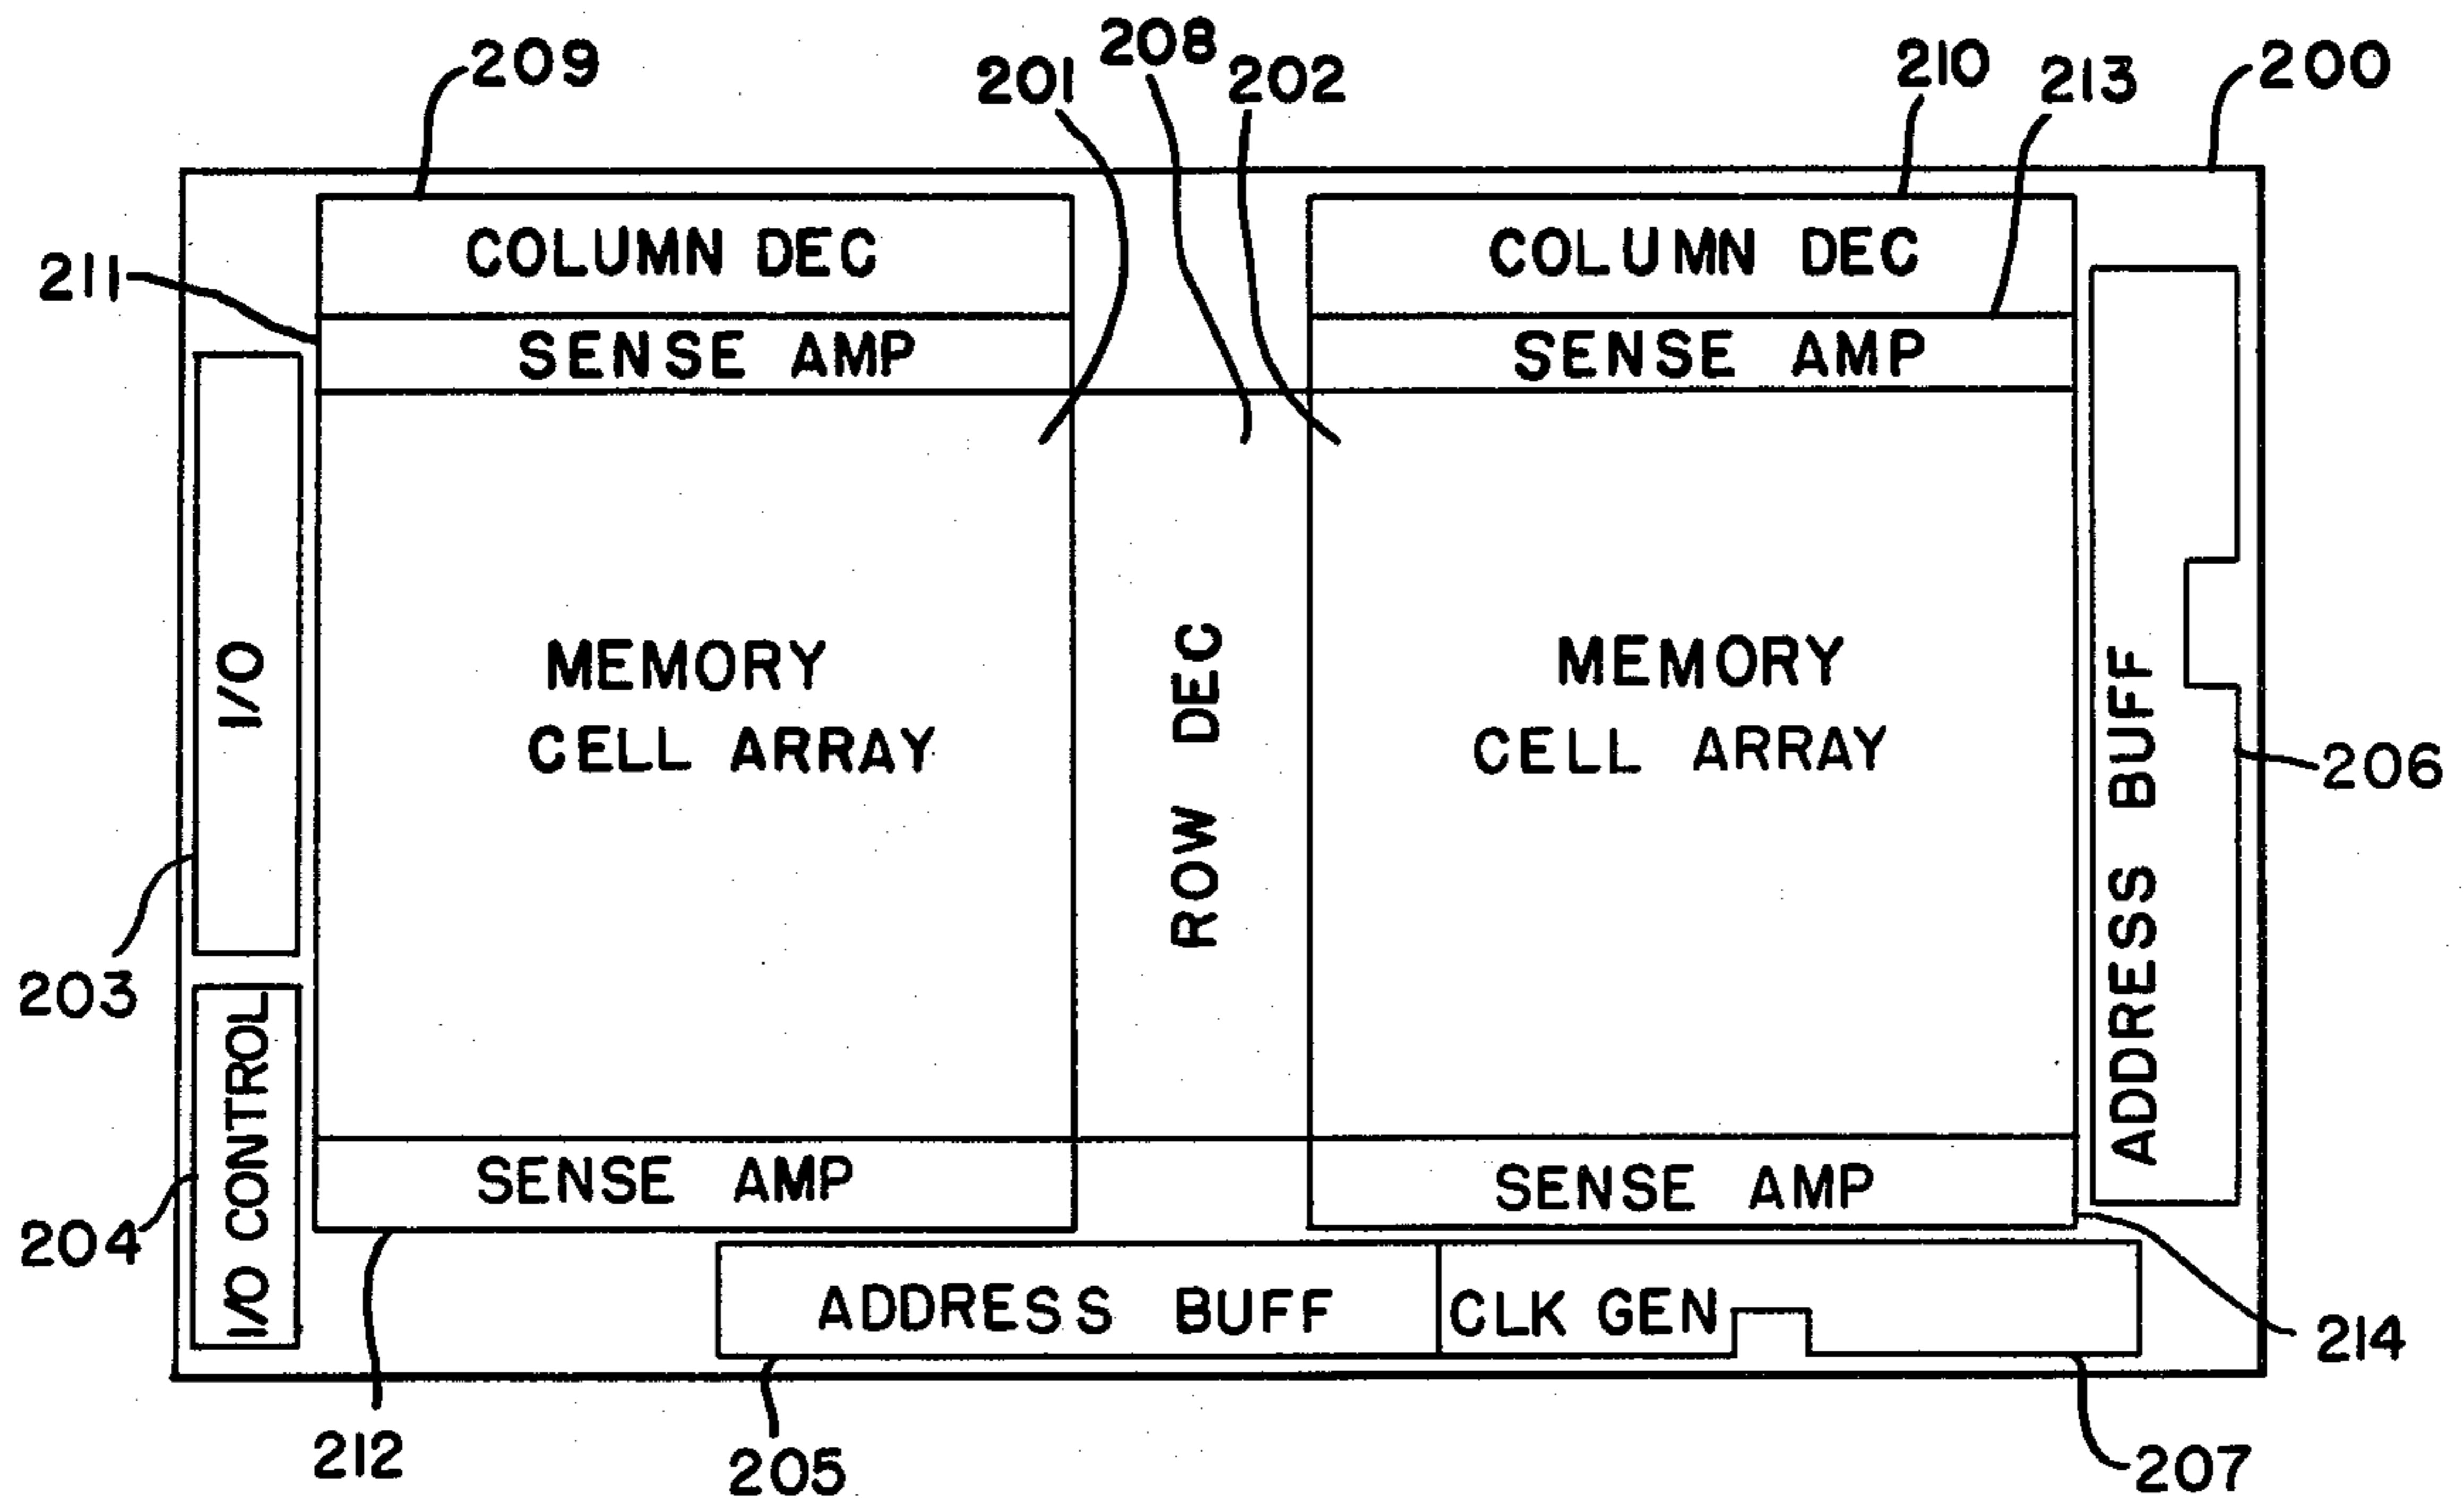 208
209
201
202
210
213
200
COLUMN DEC
COLUMN DEC
211
SENSE AMP
SENSE AMP
I/O
MEMORY
CELL ARRAY
ROW DEC
MEMORY
CELL ARRAY
ADDRESS BUFF
206
203
I/O CONTROL
SENSE AMP
SENSE AMP
204
ADDRESS BUFF
CLK GEN
214
212
205
207